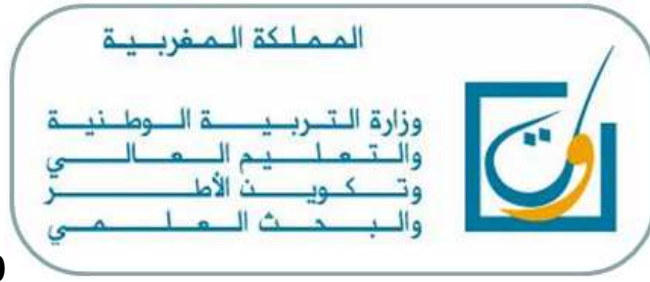 المملكة المغربية
وزارة التربية الوطنية
والتعليم العالي
وتكوين الأطر
والبحث العلمي